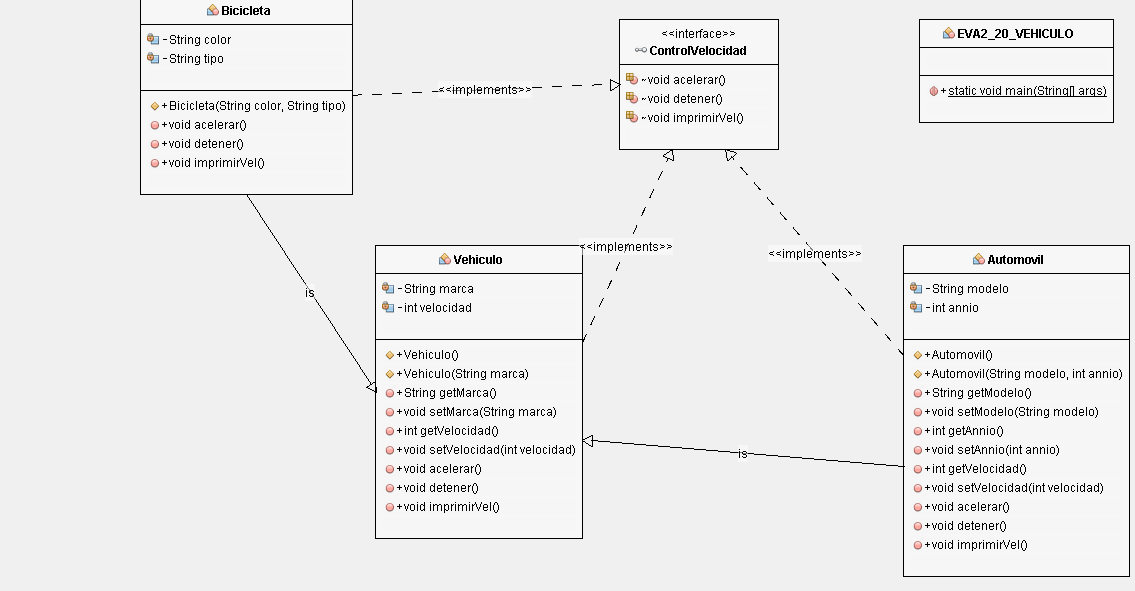 Bicicleta
-String color
-String tipo
+Bicicleta(String color, String tipo)
+void acelerar()
+void detener()
+void imprimirVel()
<<implements>>
<<interface>>
ControlVelocidad
~void acelerar()
~void detener()
~void imprimirVel()
EVA2_20_VEHICULO
+static void main(String[] args)
is
<<implements>>
<<implements>>
Vehiculo
-String marca
-int velocidad
+Vehiculo()
+Vehiculo(String marca)
+String getMarca()
+void setMarca(String marca)
+int getVelocidad()
+void setVelocidad(int velocidad)
+void acelerar()
+void detener()
+void imprimirVel()
is
Automovil
-String modelo
-int annio
+Automovil()
+Automovil(String modelo, int annio)
+String getModelo()
+void setModelo(String modelo)
+int getAnnio()
+void setAnnio(int annio)
+int getVelocidad()
+void setVelocidad(int velocidad)
+void acelerar()
+void detener()
+void imprimirVel()